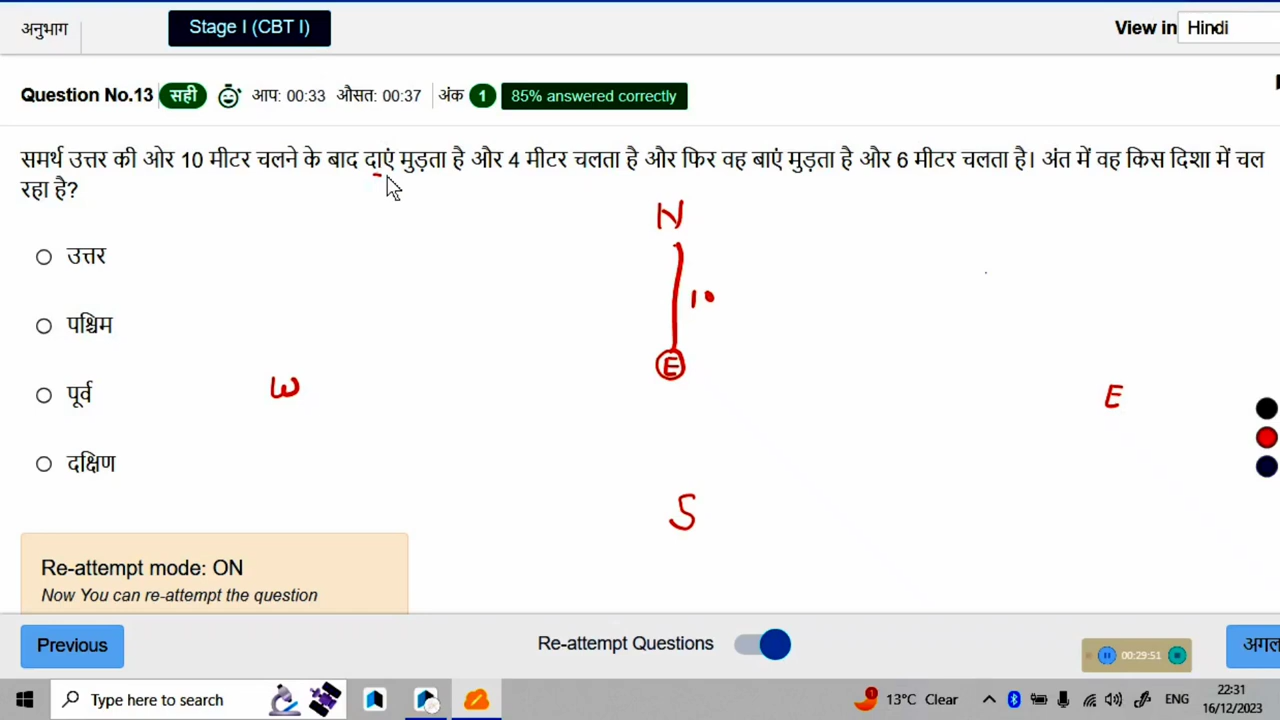 अनुभाग
Stage I (CBT I)
View in Hindi
Question No.13 सही आप: 00:33 औसत: 00:37 अंक 1 85% answered correctly
समर्थ उत्तर की ओर 10 मीटर चलने के बाद दाएं मुड़ता है और 4 मीटर चलता है और फिर वह बाएं मुड़ता है और 6 मीटर चलता है। अंत में वह किस दिशा में चल
रहा है?
N
उत्तर
10
पश्चिम
E
W
पूर्व
E
दक्षिण
S
Re-attempt mode: ON
Now You can re-attempt the question
Previous
Re-attempt Questions
00:29:51
अगल
Type here to search
1
13°C Clear
ENG
22:31
16/12/2023